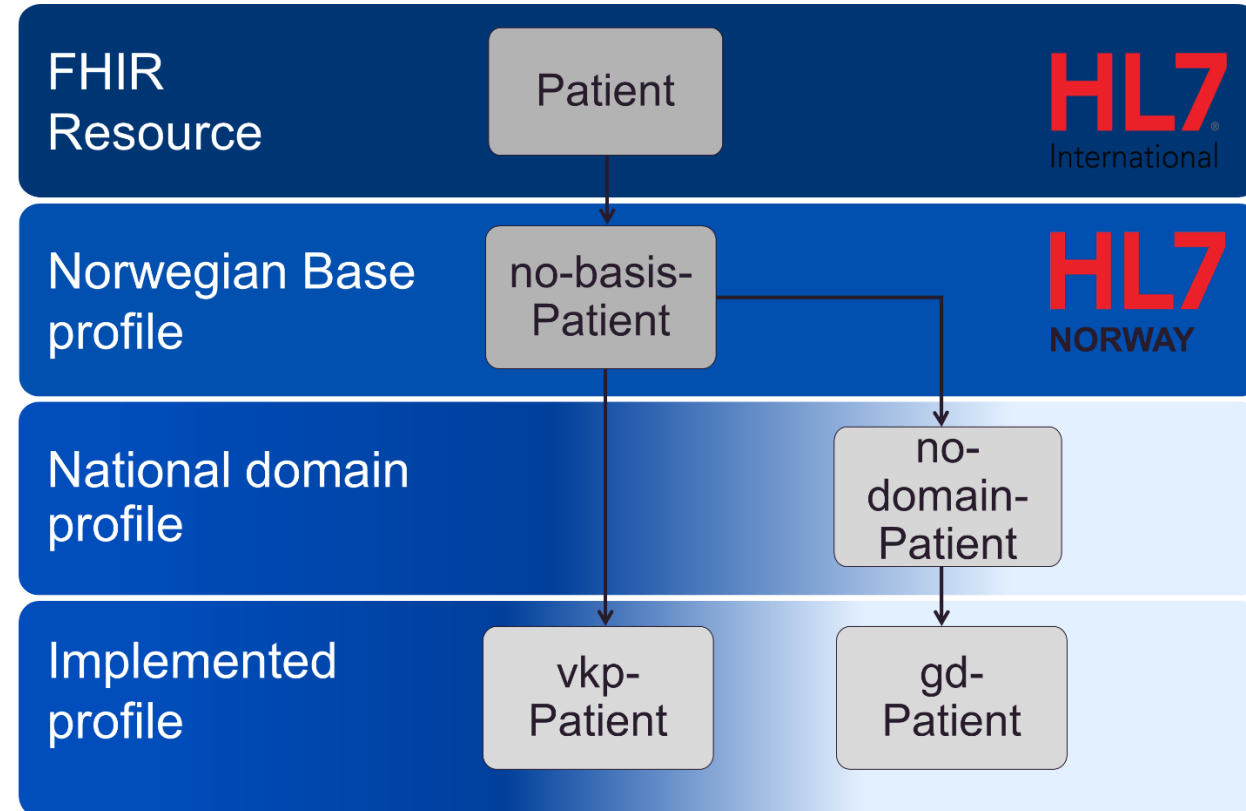 FHIR
Resource
Patient
HL7®
International
Norwegian Base
profile
no-basis-
Patient
HL7
NORWAY
National domain
profile
no-
domain-
Patient
Implemented
profile
vkp-
Patient
gd-
Patient